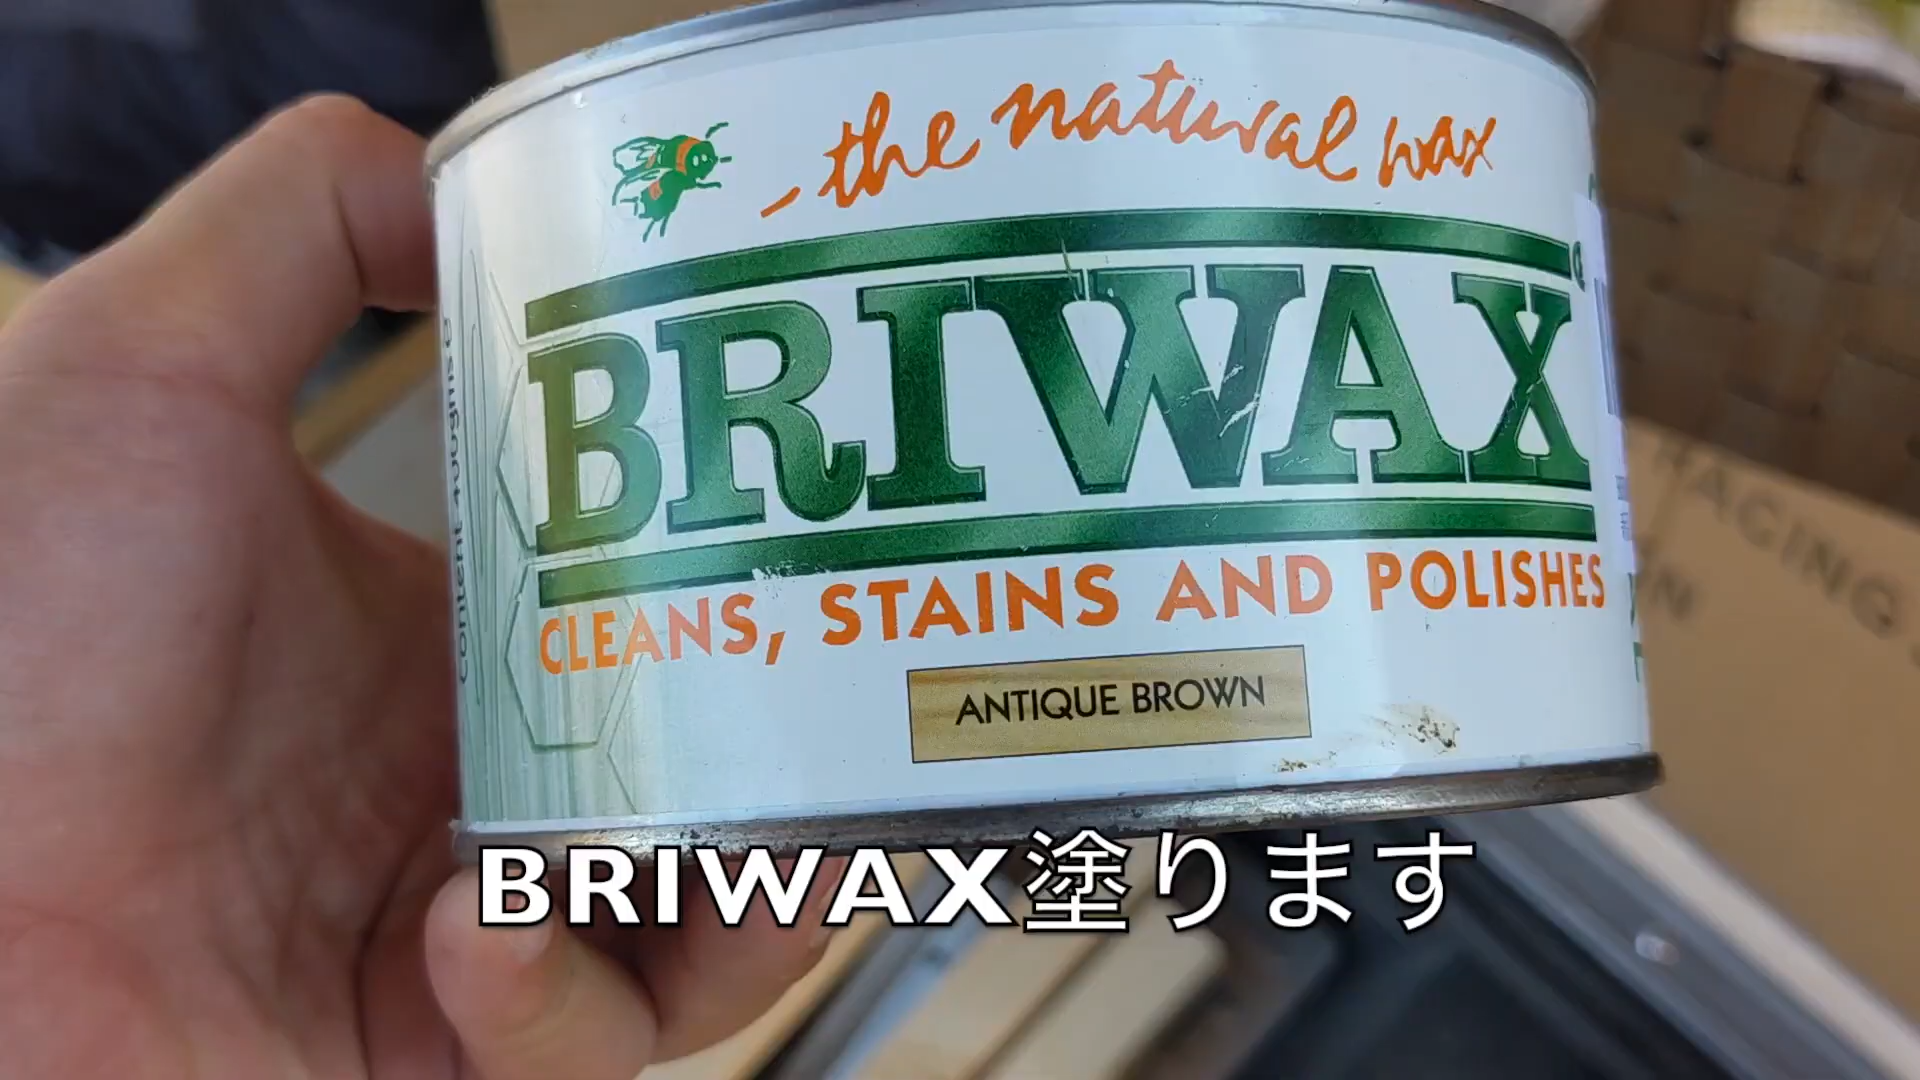 - the natural wax
BRIWAX
CLEANS, STAINS AND POLISHES
ANTIQUE BROWN
BRIWAX塗ります